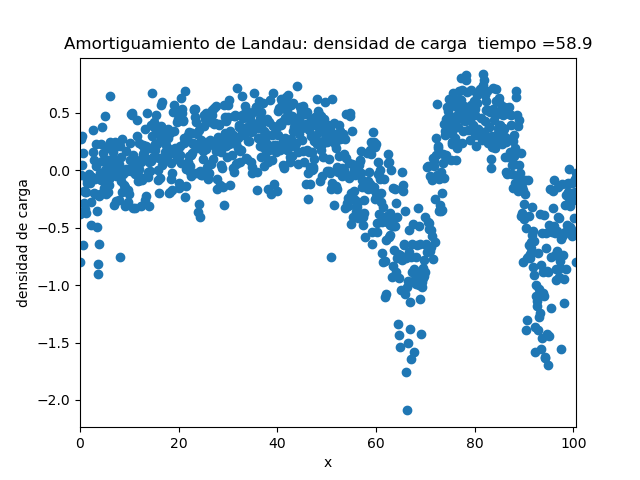 Amortiguamiento de Landau: densidad de carga  tiempo =58.9
densidad de carga
0.5
0.0
−0.5
−1.0
−1.5
−2.0
0 20 40 60 80 100
x